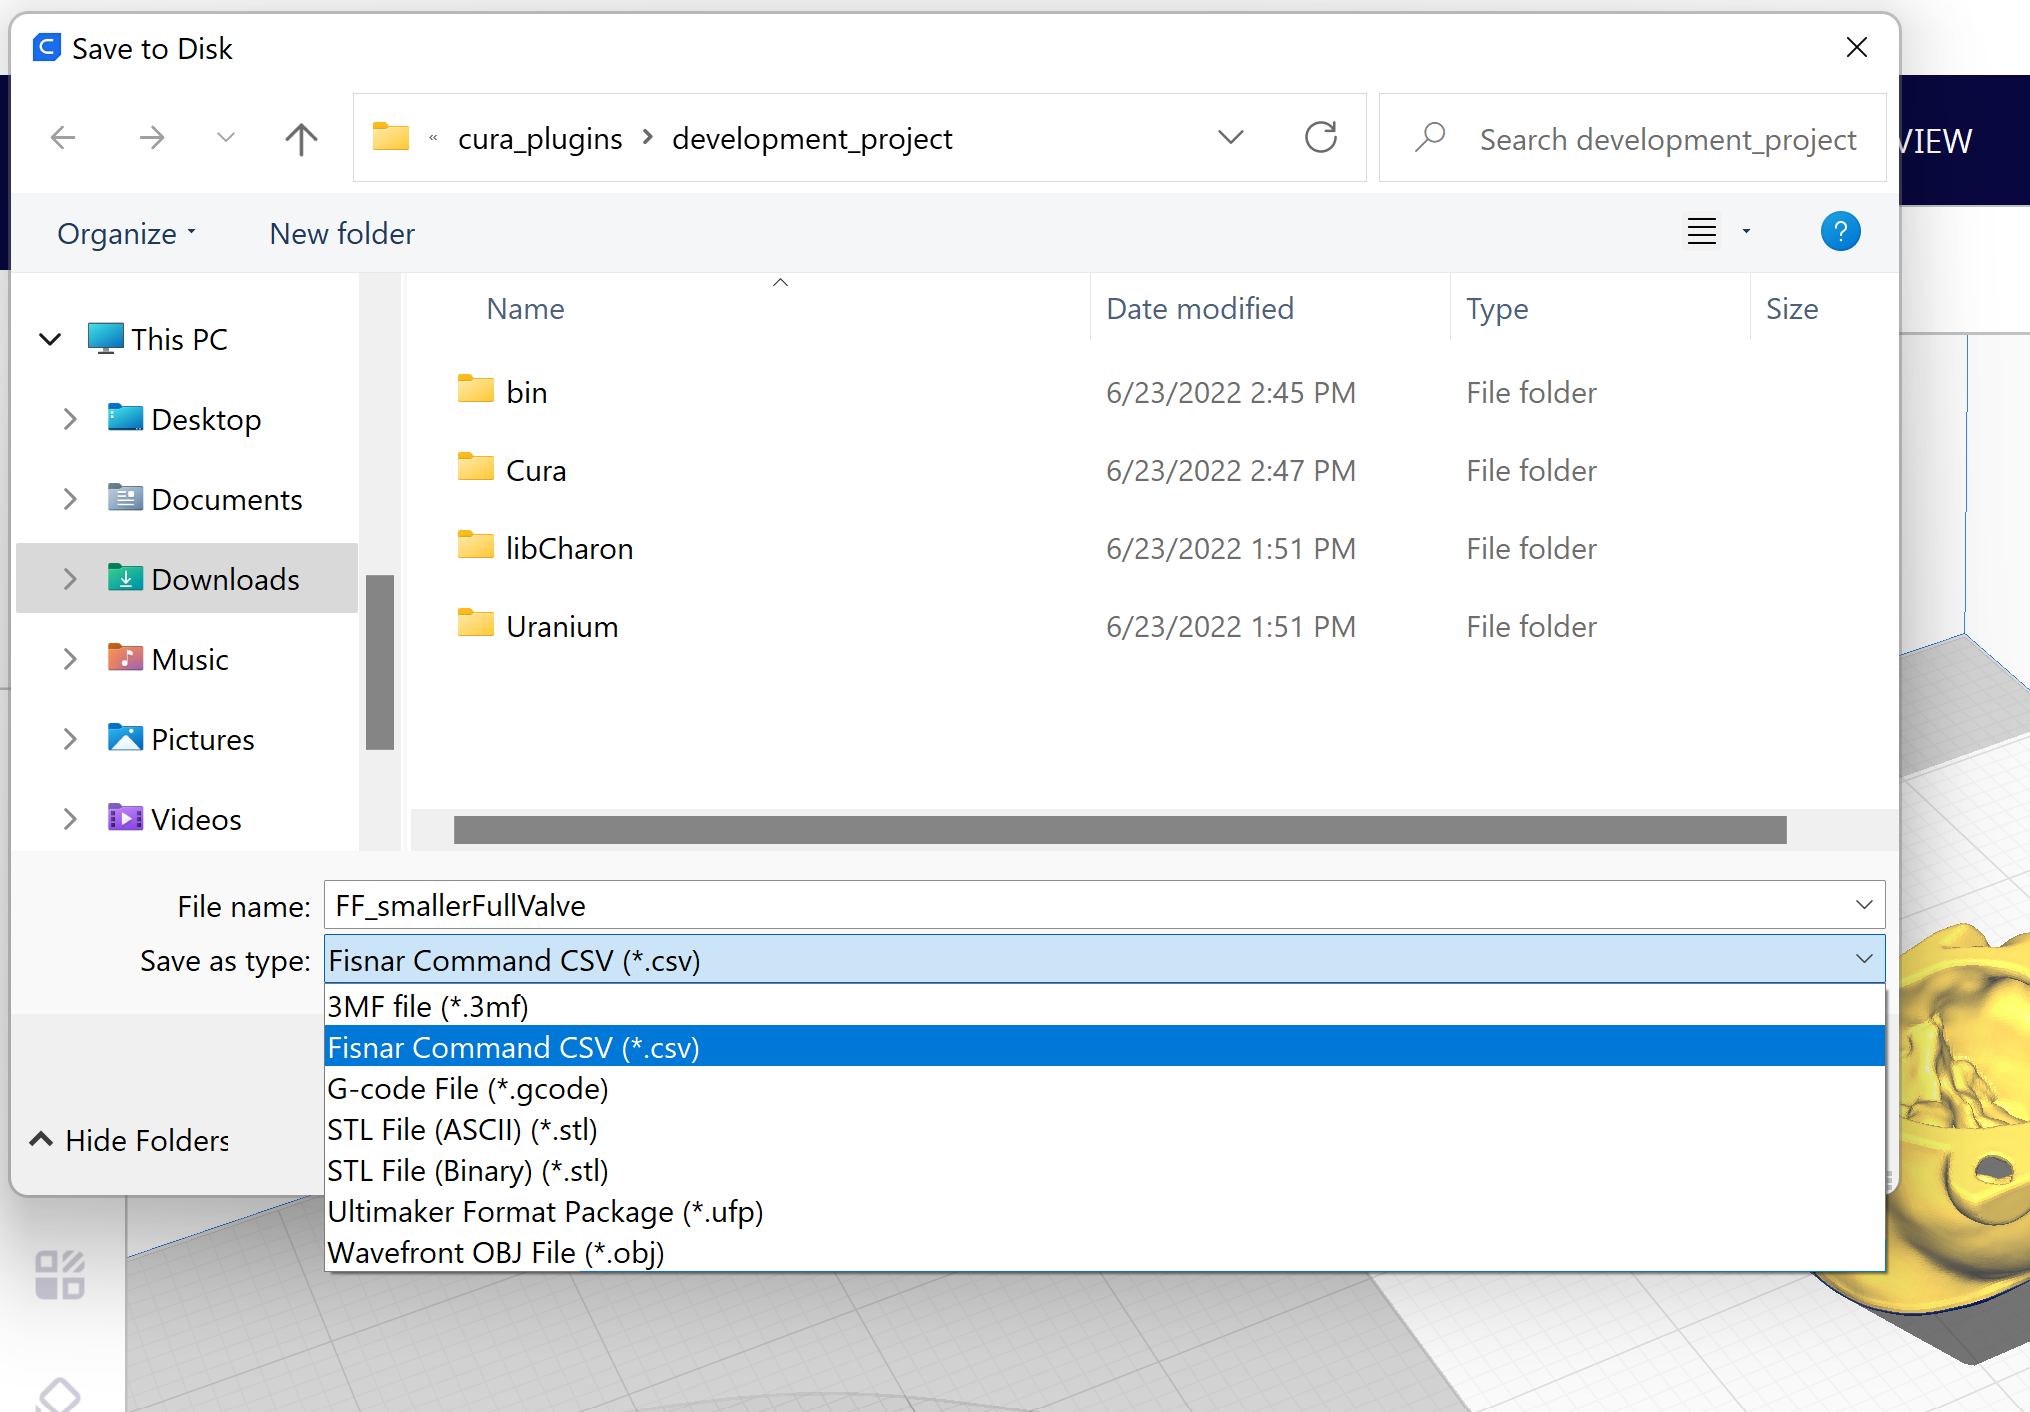 Save to Disk
« cura_plugins > development_project
Search development_project
VIEW
Organize
New folder
Name
Date modified
Type
Size
This PC
Desktop
Documents
Downloads
Music
Pictures
Videos
bin 6/23/2022 2:45 PM File folder
Cura 6/23/2022 2:47 PM File folder
libCharon 6/23/2022 1:51 PM File folder
Uranium 6/23/2022 1:51 PM File folder
File name: FF_smallerFullValve
Save as type: Fisnar Command CSV (*.csv)
3MF file (*.3mf)
Fisnar Command CSV (*.csv)
G-code File (*.gcode)
STL File (ASCII) (*.stl)
STL File (Binary) (*.stl)
Ultimaker Format Package (*.ufp)
Wavefront OBJ File (*.obj)
Hide Folders